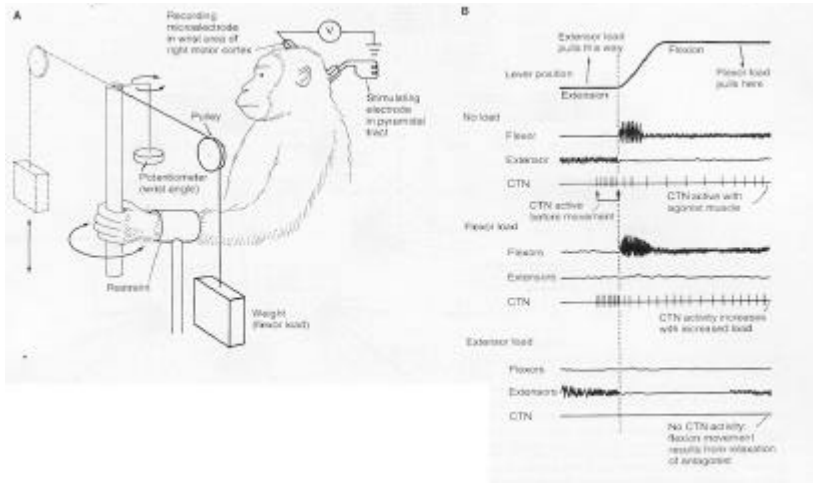 A
Recording
microelectrode
in wrist area of
right motor cortex
V
Stimulating
electrode
in pyramidal
tract
Pulley
Potentiometer
(wrist angle)
Restraint
Weight
(flexor load)
B
Extensor load
pulls this way
Flexion
Lever position
Flexor load
pulls here
Extension
No load
Flexor
Extensor
CTN
CTN active
before movement
CTN active with
agonist muscle
Flexor load
Flexors
Extensors
CTN
CTN activity increases
with increased load
Extensor load
Flexors
Extensors
CTN
No CTN activity:
flexion movement
results from relaxation
of antagonist